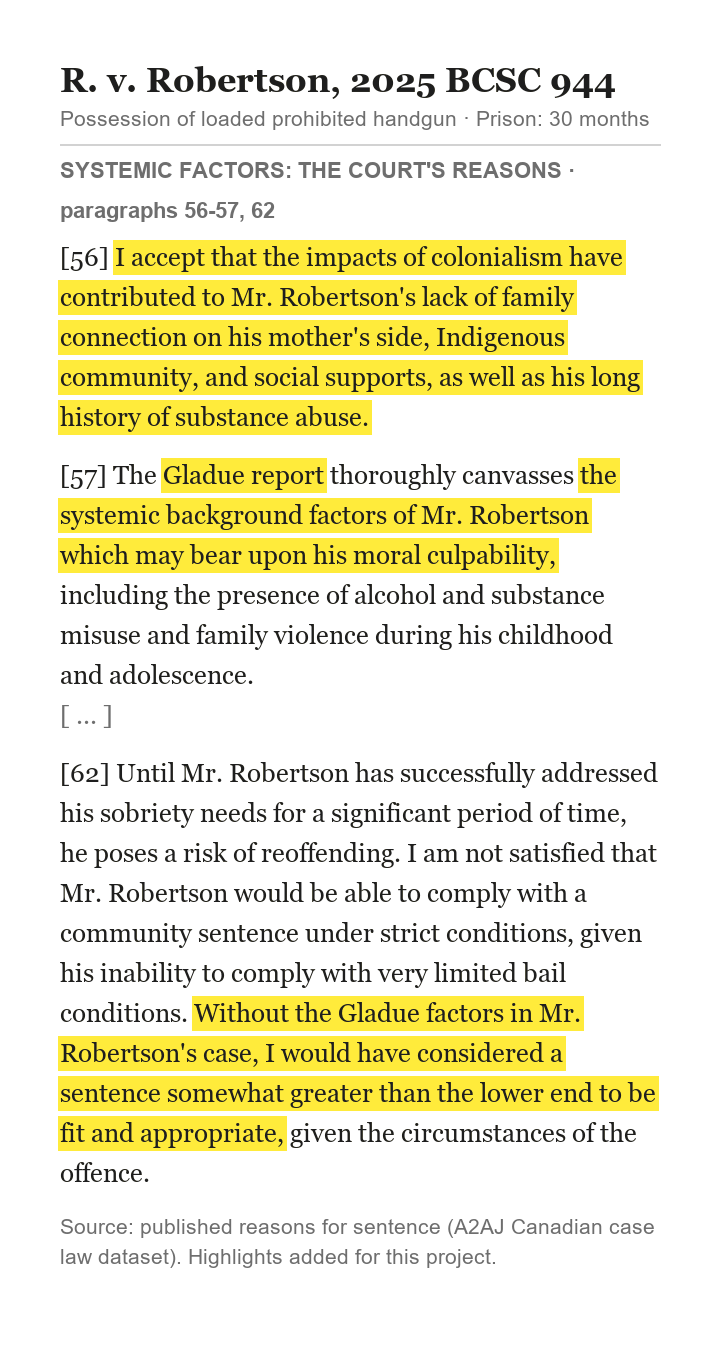 R. v. Robertson, 2025 BCSC 944
Possession of loaded prohibited handgun · Prison: 30 months
SYSTEMIC FACTORS: THE COURT'S REASONS ·
paragraphs 56-57, 62
[56] I accept that the impacts of colonialism have
contributed to Mr. Robertson's lack of family
connection on his mother's side, Indigenous
community, and social supports, as well as his long
history of substance abuse.
[57] The Gladue report thoroughly canvasses the
systemic background factors of Mr. Robertson
which may bear upon his moral culpability,
including the presence of alcohol and substance
misuse and family violence during his childhood
and adolescence.
[ ... ]
[62] Until Mr. Robertson has successfully addressed
his sobriety needs for a significant period of time,
he poses a risk of reoffending. I am not satisfied that
Mr. Robertson would be able to comply with a
community sentence under strict conditions, given
his inability to comply with very limited bail
conditions. Without the Gladue factors in Mr.
Robertson's case, I would have considered a
sentence somewhat greater than the lower end to be
fit and appropriate, given the circumstances of the
offence.
Source: published reasons for sentence (A2AJ Canadian case
law dataset). Highlights added for this project.